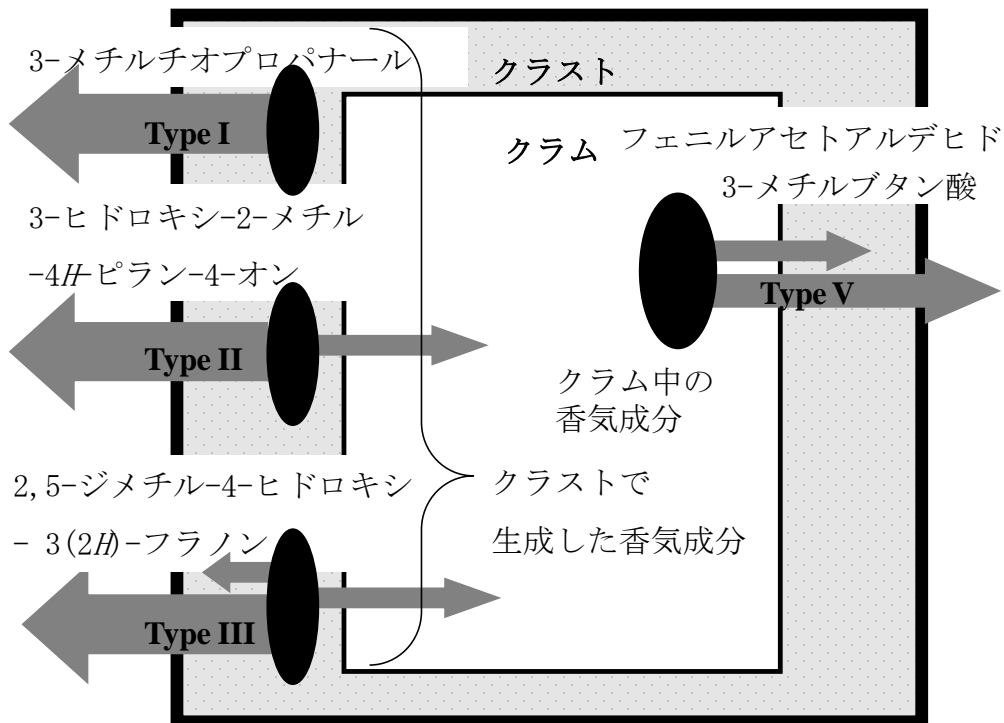 3-メチルチオプロパナール
クラスト
Type I
クラム
フェニルアセトアルデヒド
3-メチルブタン酸
3-ヒドロキシ-2-メチル
-4H-ピラン-4-オン
Type V
Type II
クラム中の
香気成分
2,5-ジメチル-4-ヒドロキシ
- 3(2H)-フラノン
クラストで
生成した香気成分
Type III